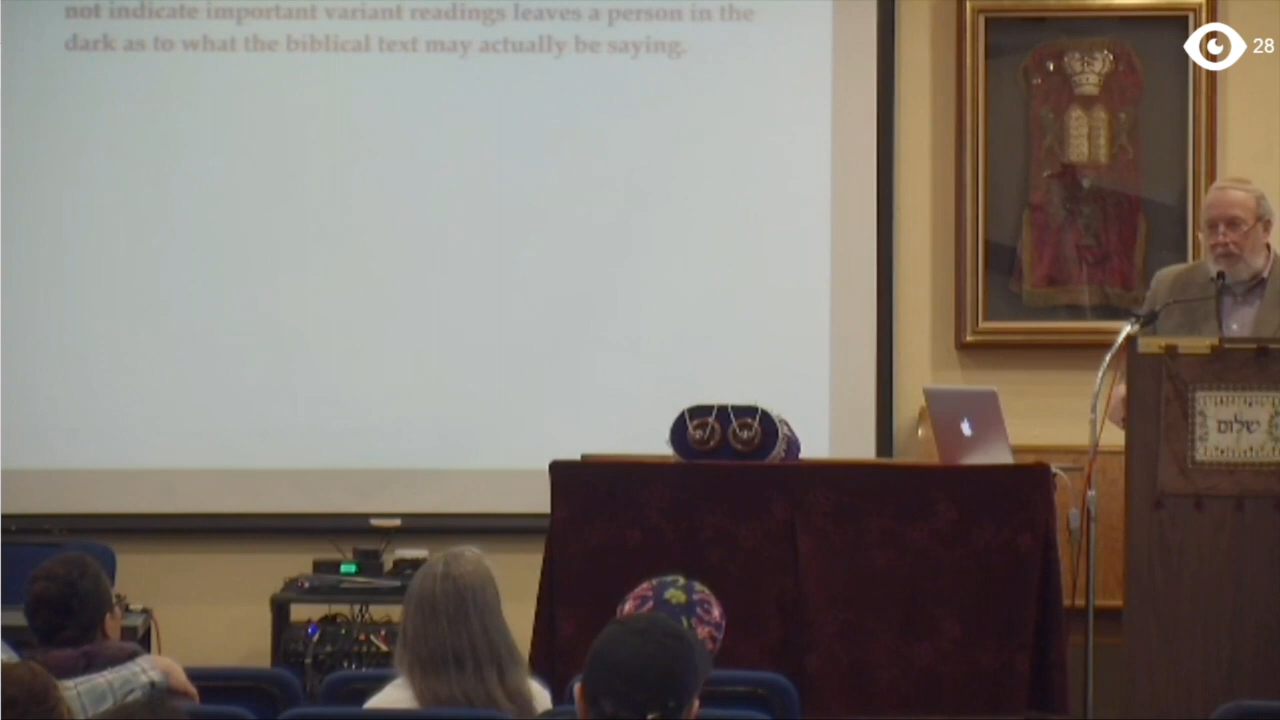 not indicate important variant readings leaves a person in the
dark as to what the biblical text may actually be saying.
28
שלום